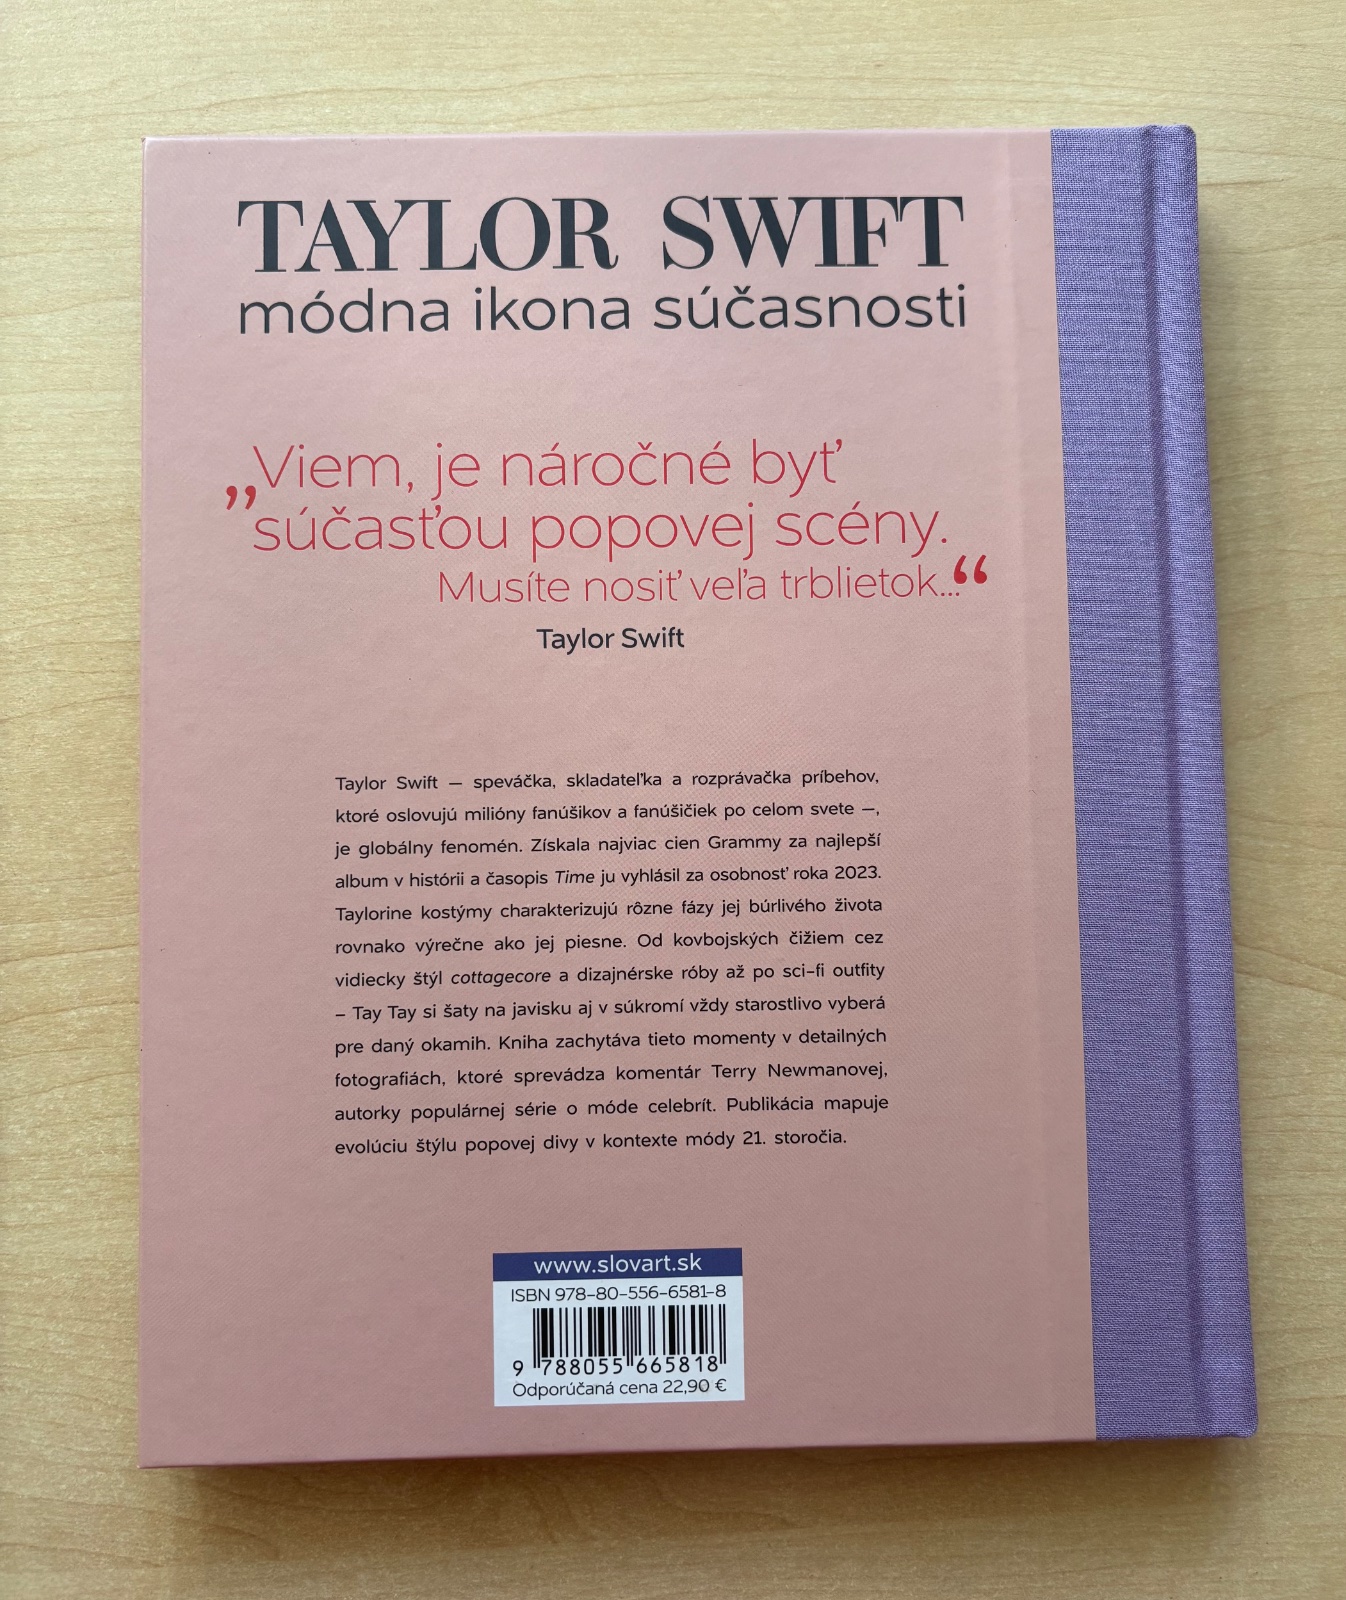 TAYLOR SWIFT
módna ikona súčasnosti
„Viem, je náročné byť
súčasťou popovej scény.
Musíte nosiť veľa trblietok...“
Taylor Swift
Taylor Swift — speváčka, skladateľka a rozprávačka príbehov,
ktoré oslovujú milióny fanúšikov a fanúšičiek po celom svete —,
je globálny fenomén. Získala najviac cien Grammy za najlepší
album v histórii a časopis Time ju vyhlásil za osobnosť roka 2023.
Taylorine kostýmy charakterizujú rôzne fázy jej búrlivého života
rovnako výrečne ako jej piesne. Od kovbojských čižiem cez
vidiecky štýl cottagecore a dizajnérske róby až po sci-fi outfity
– Tay Tay si šaty na javisku aj v súkromí vždy starostlivo vyberá
pre daný okamih. Kniha zachytáva tieto momenty v detailných
fotografiách, ktoré sprevádza komentár Terry Newmanovej,
autorky populárnej série o móde celebrít. Publikácia mapuje
evolúciu štýlu popovej divy v kontexte módy 21. storočia.
www.slovart.sk
ISBN 978-80-556-6581-8
9 788055 665818
Odporúčaná cena 22,90 €